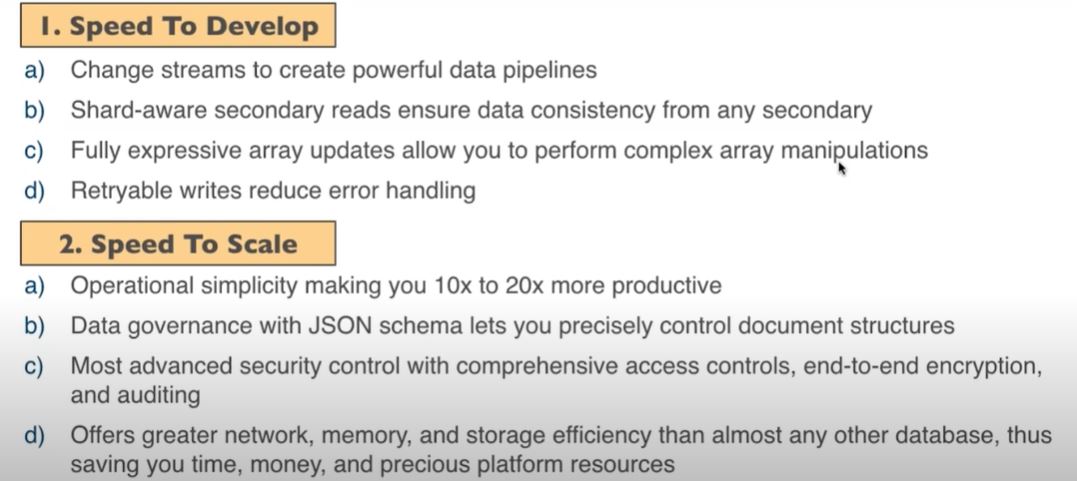 1. Speed To Develop
a) Change streams to create powerful data pipelines
b) Shard-aware secondary reads ensure data consistency from any secondary
c) Fully expressive array updates allow you to perform complex array manipulations
d) Retryable writes reduce error handling
2. Speed To Scale
a) Operational simplicity making you 10x to 20x more productive
b) Data governance with JSON schema lets you precisely control document structures
c) Most advanced security control with comprehensive access controls, end-to-end encryption,
and auditing
d) Offers greater network, memory, and storage efficiency than almost any other database, thus
saving you time, money, and precious platform resources